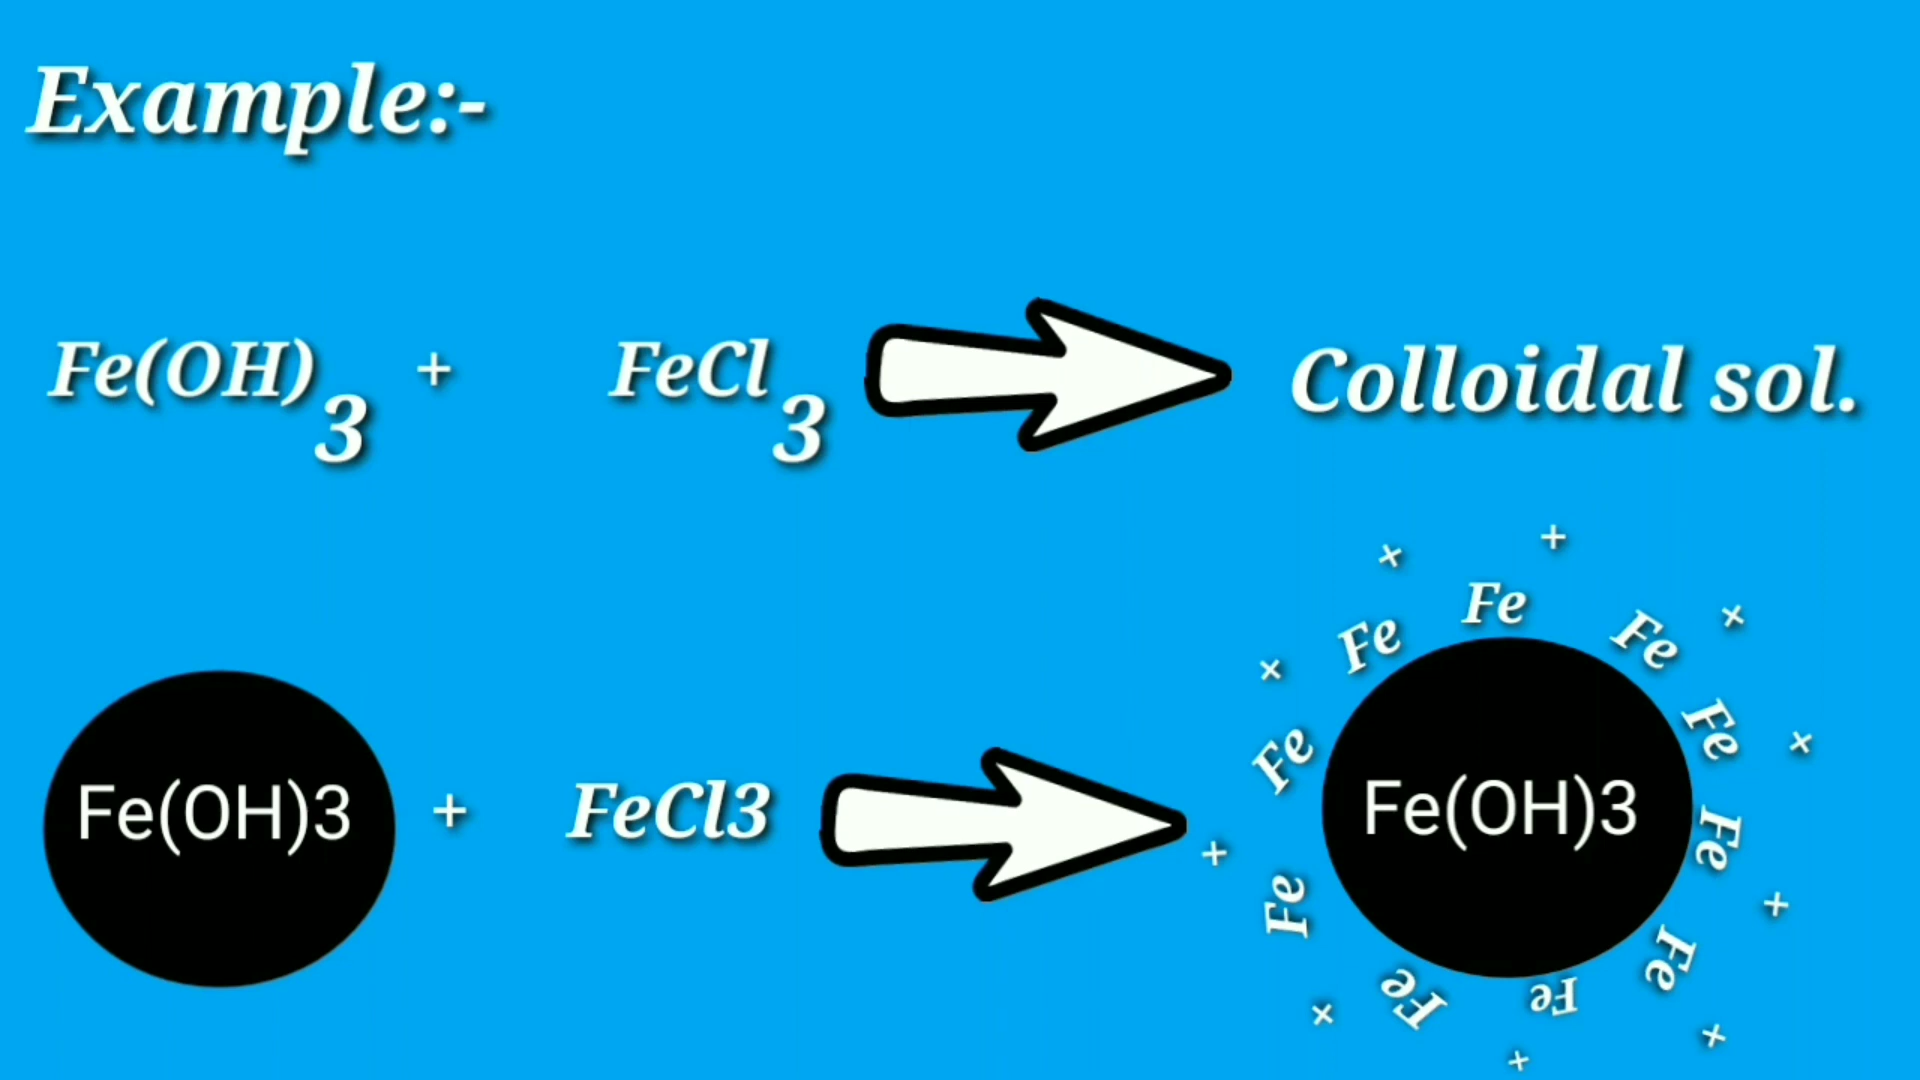 Example:-
Fe(OH)3 + FeCl3 Colloidal sol.
+ +
Fe Fe Fe +
+ Fe Fe +
Fe(OH)3 + FeCl3 Fe(OH)3 Fe
+ Fe +
Fe Fe Fe
+ + +